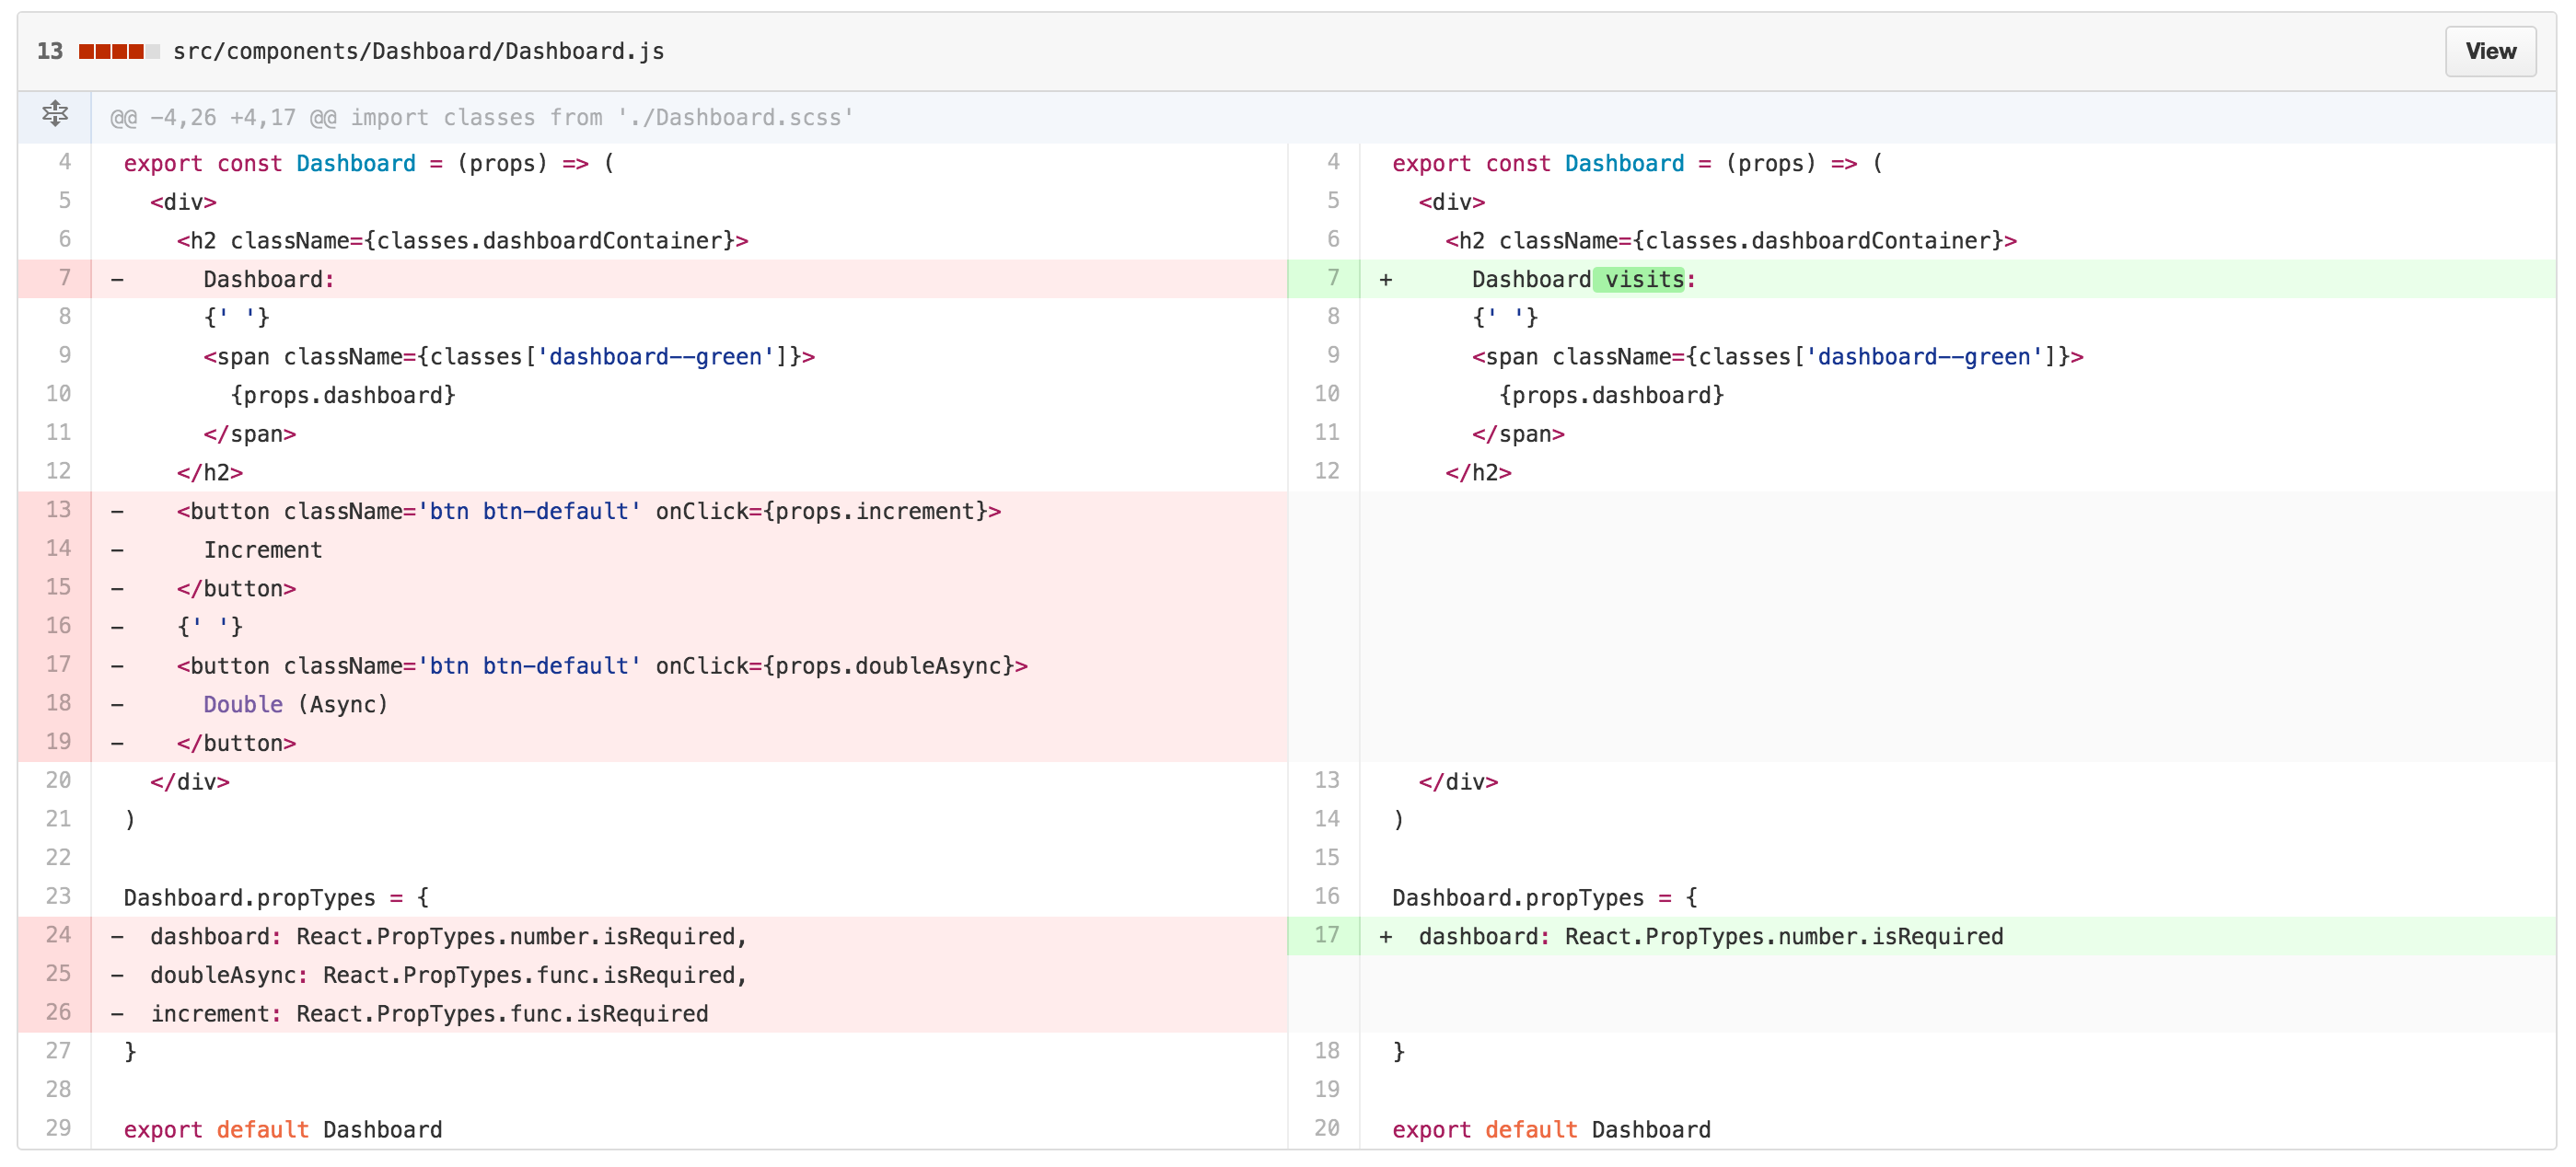 13 src/components/Dashboard/Dashboard.js View
@@ -4,26 +4,17 @@ import classes from './Dashboard.scss'
4 export const Dashboard = (props) => ( 4 export const Dashboard = (props) => (
5 <div> 5 <div>
6 <h2 className={classes.dashboardContainer}> 6 <h2 className={classes.dashboardContainer}>
7 - Dashboard: 7 + Dashboard visits:
8 {' '} 8 {' '}
9 <span className={classes['dashboard--green']}> 9 <span className={classes['dashboard--green']}>
10 {props.dashboard} 10 {props.dashboard}
11 </span> 11 </span>
12 </h2> 12 </h2>
13 - <button className='btn btn-default' onClick={props.increment}>
14 - Increment
15 - </button>
16 - {' '}
17 - <button className='btn btn-default' onClick={props.doubleAsync}>
18 - Double (Async)
19 - </button>
20 </div> 13 </div>
21 ) 14 )
22 15
23 Dashboard.propTypes = { 16 Dashboard.propTypes = {
24 - dashboard: React.PropTypes.number.isRequired, 17 + dashboard: React.PropTypes.number.isRequired
25 - doubleAsync: React.PropTypes.func.isRequired,
26 - increment: React.PropTypes.func.isRequired
27 } 18 }
28 19
29 export default Dashboard 20 export default Dashboard